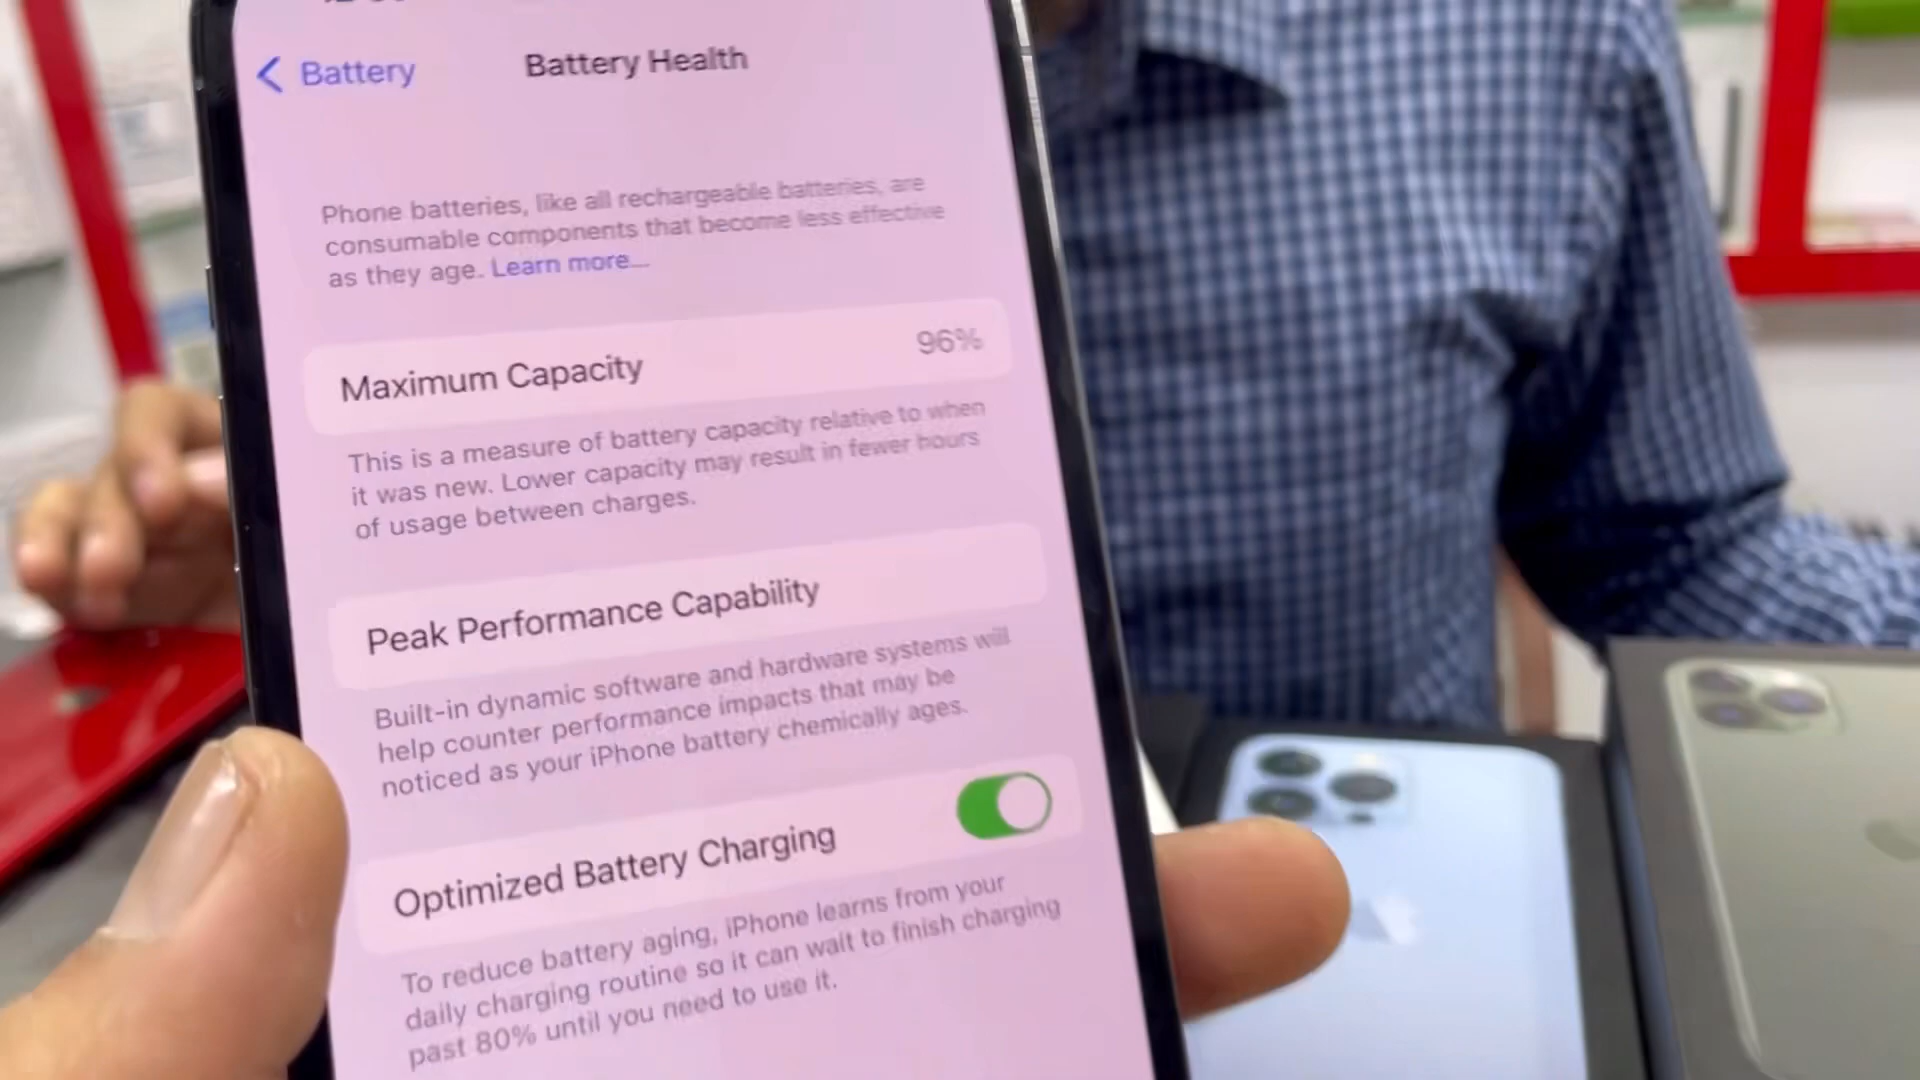 Battery
Battery Health
Phone batteries, like all rechargeable batteries, are
consumable components that become less effective
as they age. Learn more...
Maximum Capacity
96%
This is a measure of battery capacity relative to when
it was new. Lower capacity may result in fewer hours
of usage between charges.
Peak Performance Capability
Built-in dynamic software and hardware systems will
help counter performance impacts that may be
noticed as your iPhone battery chemically ages.
Optimized Battery Charging
To reduce battery aging, iPhone learns from your
daily charging routine so it can wait to finish charging
past 80% until you need to use it.